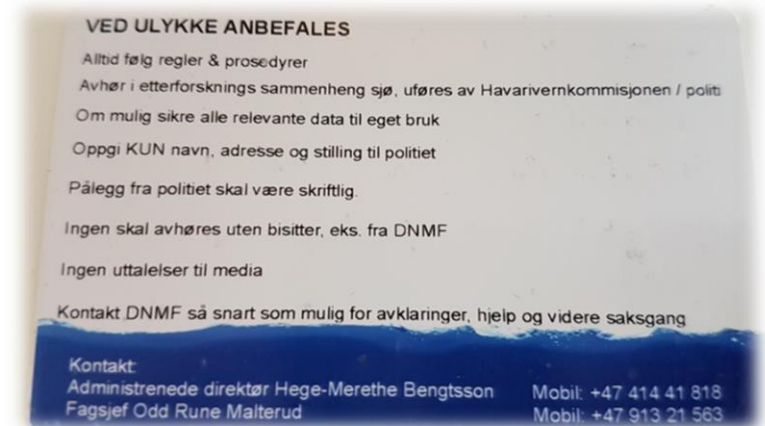 VED ULYKKE ANBEFALES
Alltid følg regler & prosedyrer
Avhør i etterforsknings sammenheng sjø, uføres av Havarivernkommisjonen / politi
Om mulig sikre alle relevante data til eget bruk
Oppgi KUN navn, adresse og stilling til politiet
Pålegg fra politiet skal være skriftlig.
Ingen skal avhøres uten bisitter, eks. fra DNMF
Ingen uttalelser til media
Kontakt DNMF så snart som mulig for avklaringer, hjelp og videre saksgang
Kontakt:
Administrenede direktør Hege-Merethe Bengtsson Mobil: +47 414 41 818
Fagsjef Odd Rune Malterud Mobil: +47 913 21 563